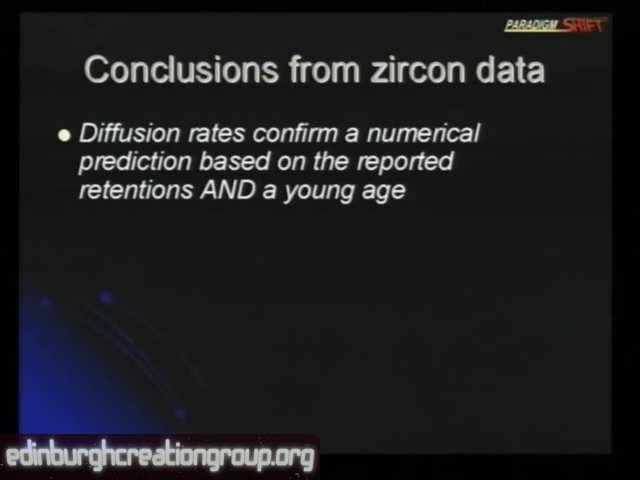 PARADIGM SHIFT
Conclusions from zircon data
Diffusion rates confirm a numerical
prediction based on the reported
retentions AND a young age
edinburghcreationgroup.org